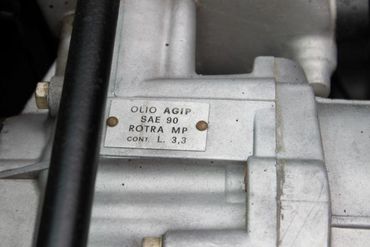 OLIO AGIP
SAE 90
ROTRA MP
CONT. L. 3,3